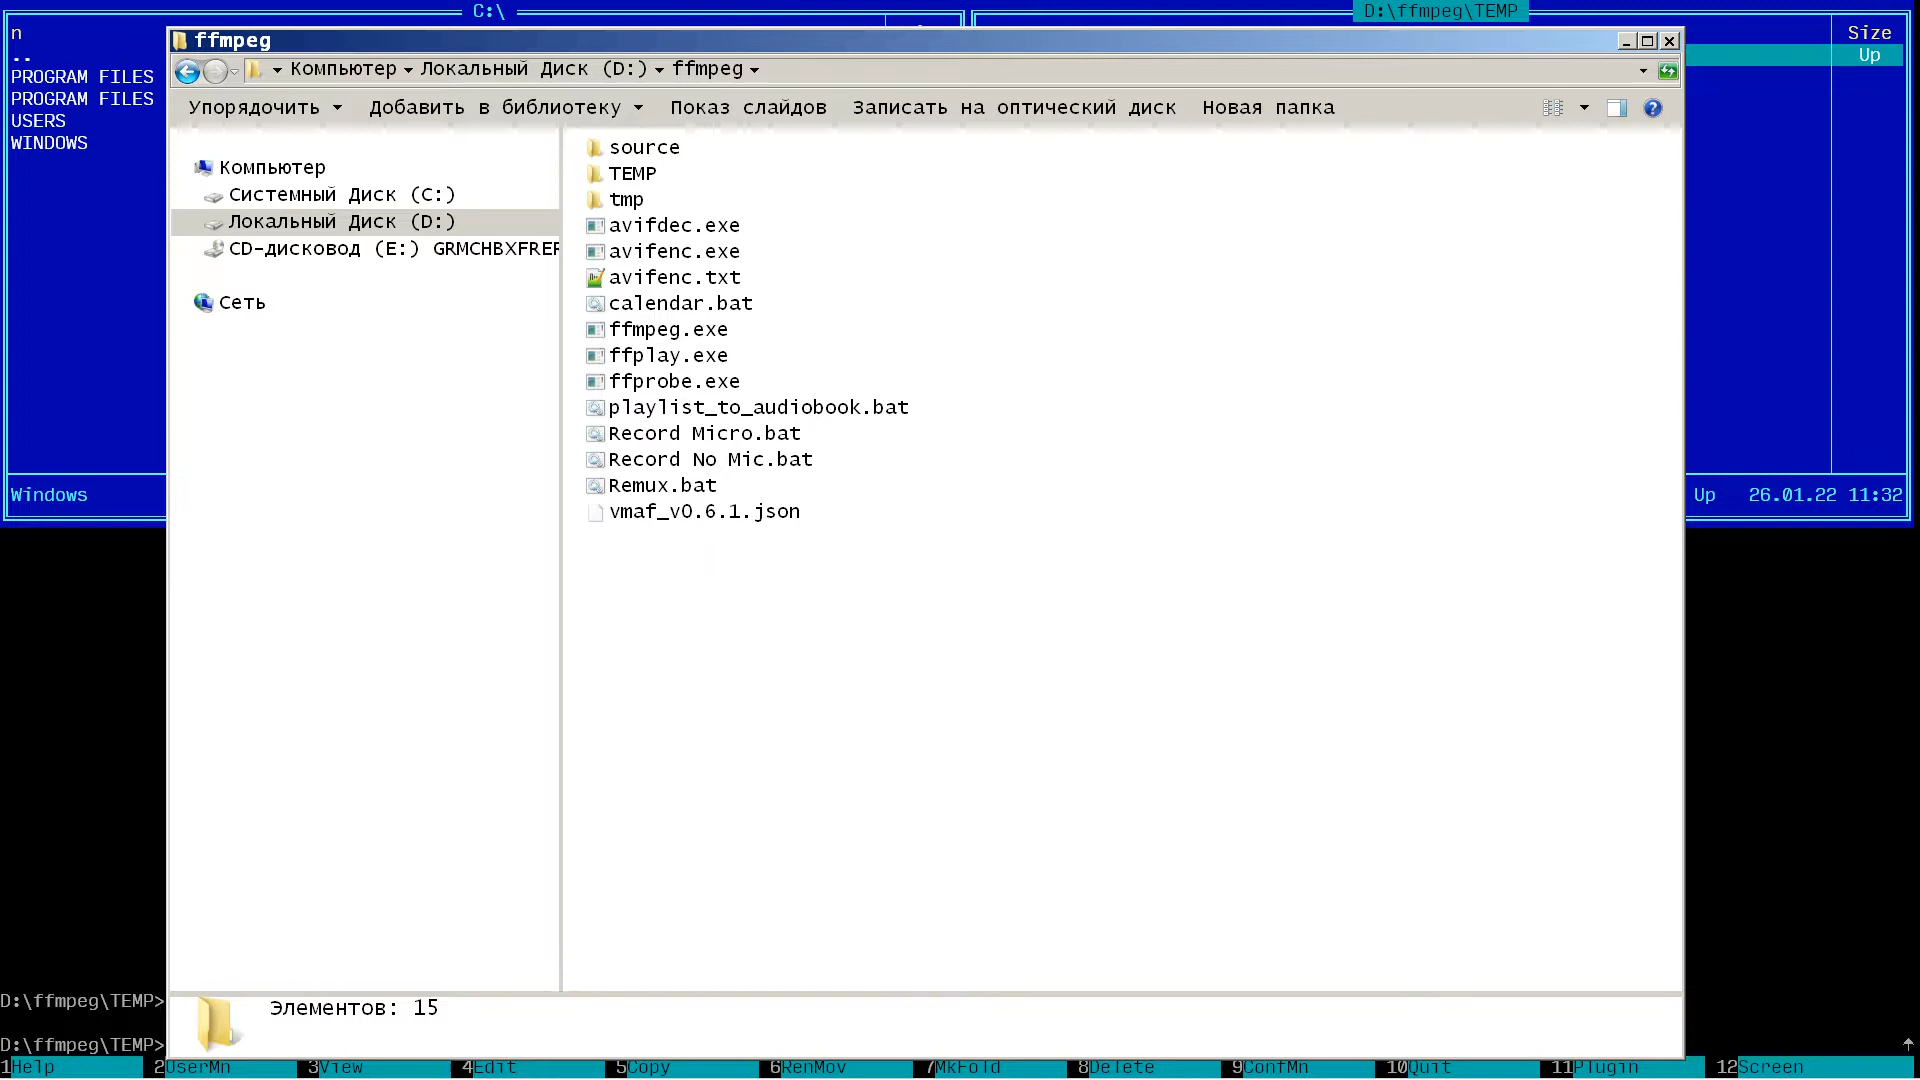 C:\
D:\ffmpeg\TEMP
n
Size
..
Up
PROGRAM FILES
PROGRAM FILES
USERS
WINDOWS
Windows
Up 26.01.22 11:32
ffmpeg
Компьютер Локальный Диск (D:) ffmpeg
Упорядочить Добавить в библиотеку Показ слайдов Записать на оптический диск Новая папка
Компьютер
Системный Диск (C:)
Локальный Диск (D:)
CD-дисковод (E:) GRMCHBXFRER
Сеть
source
TEMP
tmp
avifdec.exe
avifenc.exe
avifenc.txt
calendar.bat
ffmpeg.exe
ffplay.exe
ffprobe.exe
playlist_to_audiobook.bat
Record Micro.bat
Record No Mic.bat
Remux.bat
vmaf_v0.6.1.json
Элементов: 15
D:\ffmpeg\TEMP>
D:\ffmpeg\TEMP>
1Help 2UserMn 3View 4Edit 5Copy 6RenMov 7MkFold 8Delete 9ConfMn 10Quit 11Plugin 12Screen